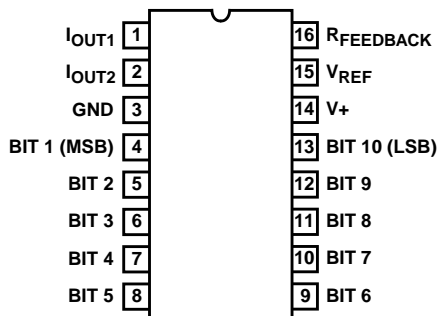 IOUT1 1 16 RFEEDBACK
IOUT2 2 15 VREF
GND 3 14 V+
BIT 1 (MSB) 4 13 BIT 10 (LSB)
BIT 2 5 12 BIT 9
BIT 3 6 11 BIT 8
BIT 4 7 10 BIT 7
BIT 5 8 9 BIT 6